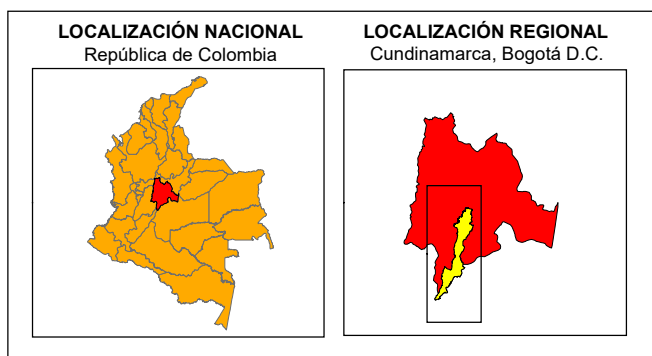 LOCALIZACIÓN NACIONAL
República de Colombia
LOCALIZACIÓN REGIONAL
Cundinamarca, Bogotá D.C.